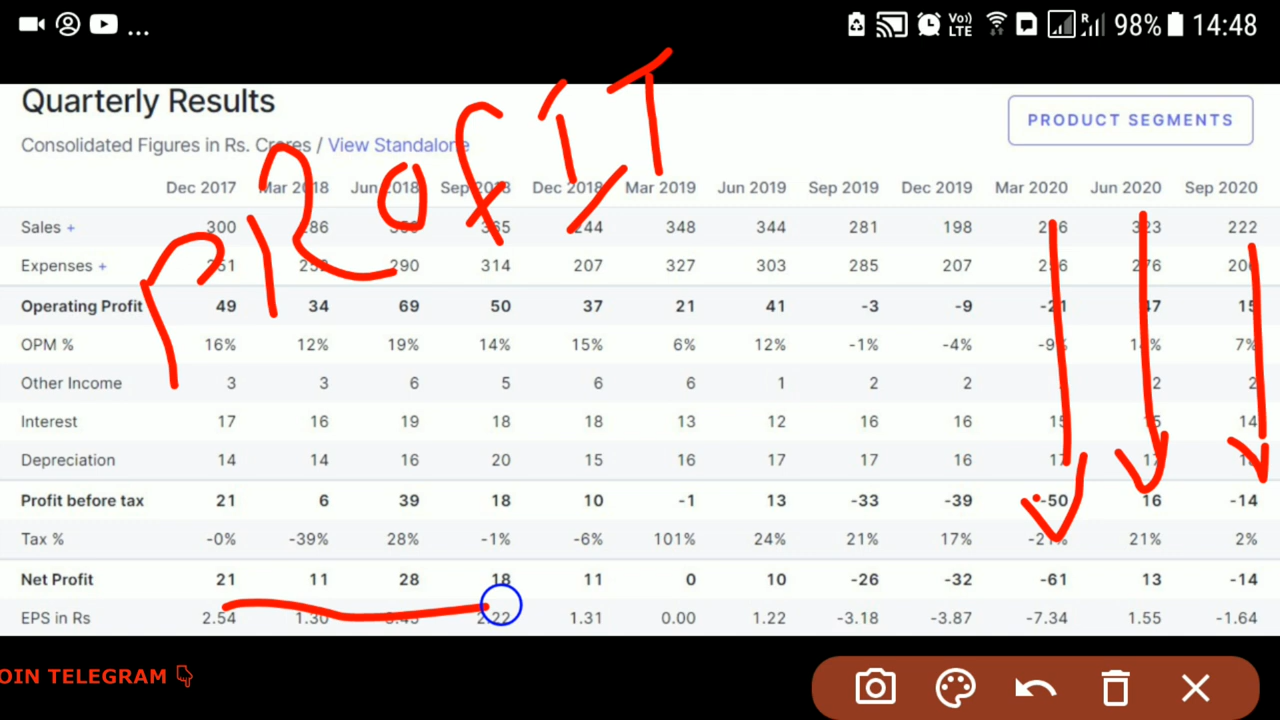 ... 98% 14:48
Quarterly Results
PRODUCT SEGMENTS
Consolidated Figures in Rs. Crores / View Standalone
PROfIT
Dec 2017 Mar 2018 Jun 2018 Sep 2018 Dec 2018 Mar 2019 Jun 2019 Sep 2019 Dec 2019 Mar 2020 Jun 2020 Sep 2020
Sales + 300 286 365 244 348 344 281 198 323 222
Expenses + 290 314 207 327 303 285 207 276
Operating Profit 49 34 69 50 37 21 41 -3 -9 -21 47 15
OPM % 16% 12% 19% 14% 15% 6% 12% -1% -4% -9% 7%
Other Income 3 3 6 5 6 6 1 2 2 2 2
Interest 17 16 19 18 18 13 12 16 16 15 15 14
Depreciation 14 14 16 20 15 16 17 17 16 17 17
Profit before tax 21 6 39 18 10 -1 13 -33 -39 -50 16 -14
Tax % -0% -39% 28% -1% -6% 101% 24% 21% 17% 21% 2%
Net Profit 21 11 28 18 11 0 10 -26 -32 -61 13 -14
EPS in Rs 2.54 1.30 2.22 1.31 0.00 1.22 -3.18 -3.87 -7.34 1.55 -1.64
OIN TELEGRAM